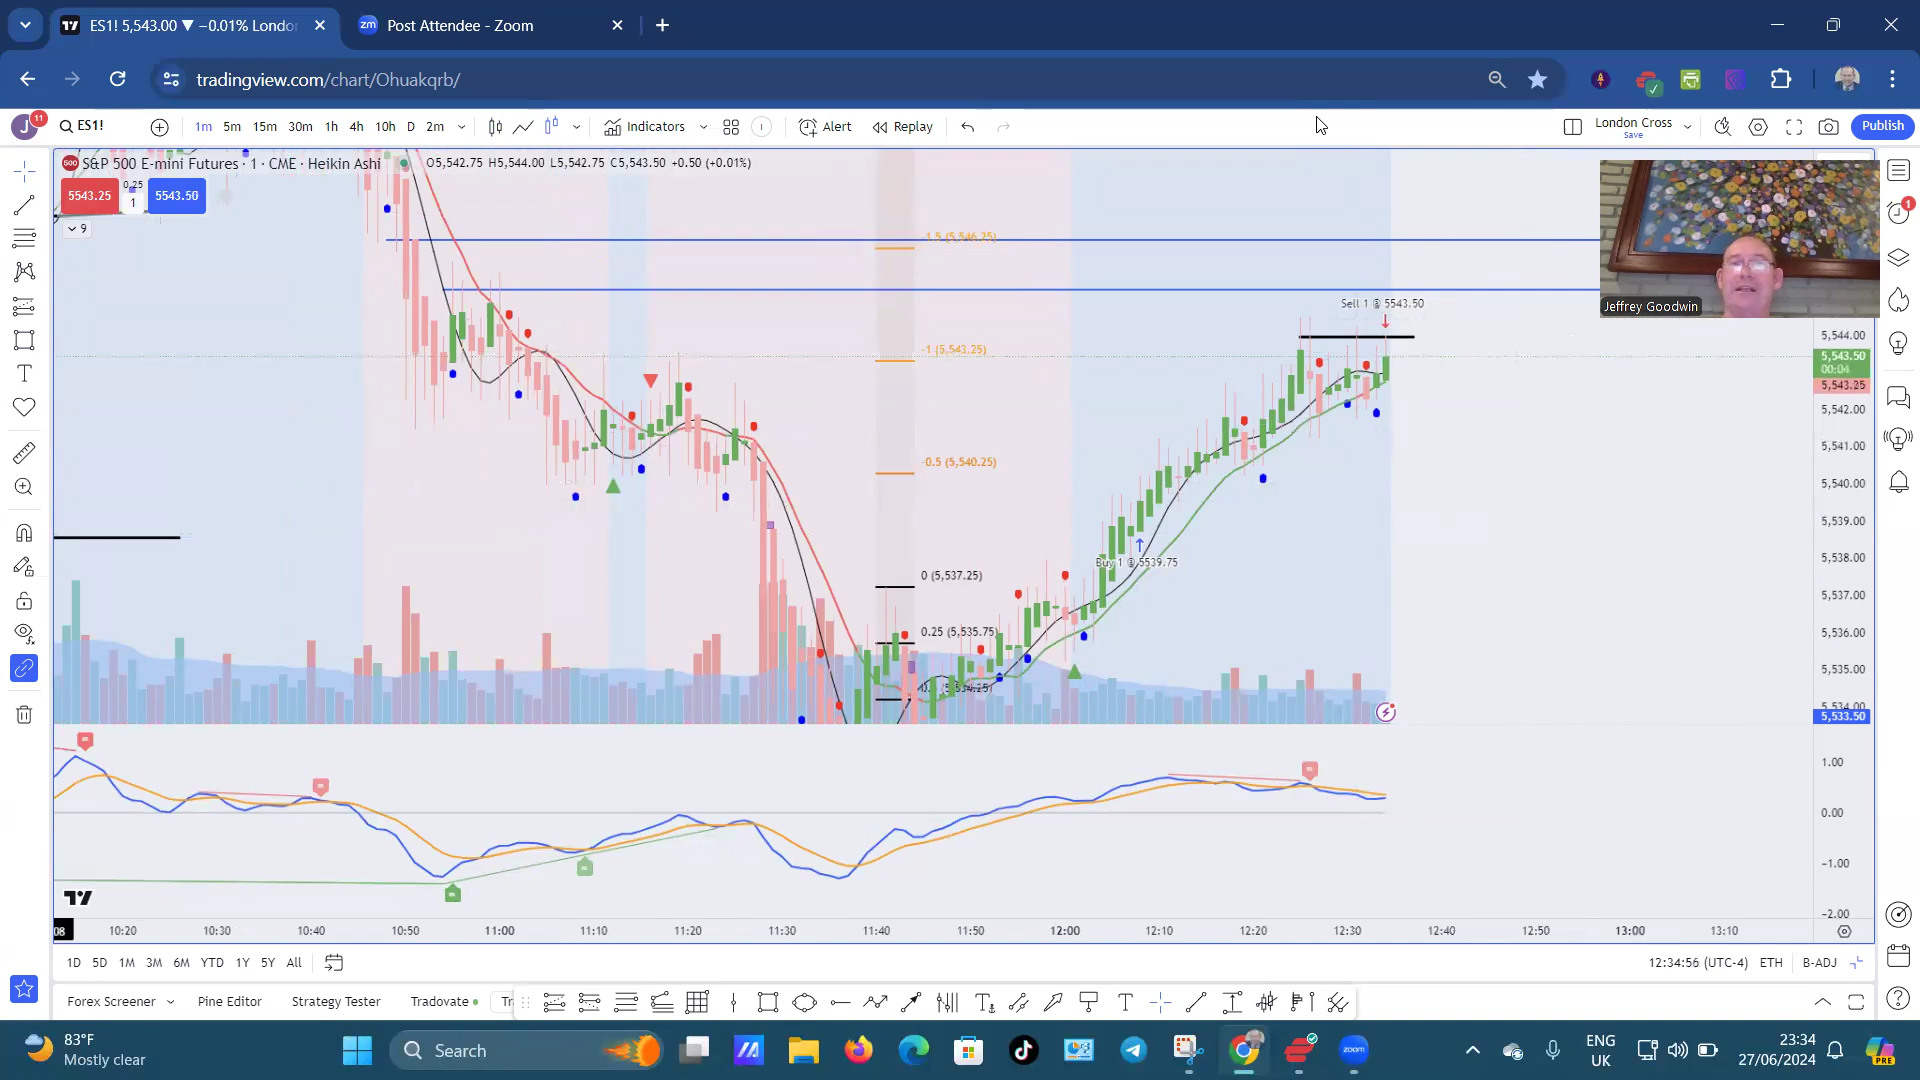 ES1! 5,543.00 ▼ −0.01% Londo
Post Attendee - Zoom
tradingview.com/chart/Ohuakqrb/
J 11 ES1! 1m 5m 15m 30m 1h 4h 10h D 2m Indicators Alert Replay London Cross Save Publish
S&P 500 E-mini Futures · 1 · CME · Heikin Ashi O5,542.75 H5,544.00 L5,542.75 C5,543.50 +0.50 (+0.01%)
5543.25 0.25 1 5543.50
9
1
-1.5 (5,546.25)
Sell 1 @ 5543.50
Jeffrey Goodwin
5,544.00
-1 (5,543.25)
5,543.50
00:04
5,543.25
5,542.00
5,541.00
-0.5 (5,540.25)
5,540.00
5,539.00
Buy 1 @ 5539.75
5,538.00
0 (5,537.25)
5,537.00
0.25 (5,535.75)
5,536.00
5,535.00
5,534.00
5,533.50
1.00
0.00
−1.00
−2.00
08 10:20 10:30 10:40 10:50 11:00 11:10 11:20 11:30 11:40 11:50 12:00 12:10 12:20 12:30 12:40 12:50 13:00 13:10
1D 5D 1M 3M 6M YTD 1Y 5Y All 12:34:56 (UTC-4) ETH B-ADJ
Forex Screener Pine Editor Strategy Tester Tradovate Tr
83°F
Mostly clear
Search
zoom
ENG
UK
23:34
27/06/2024
PRE